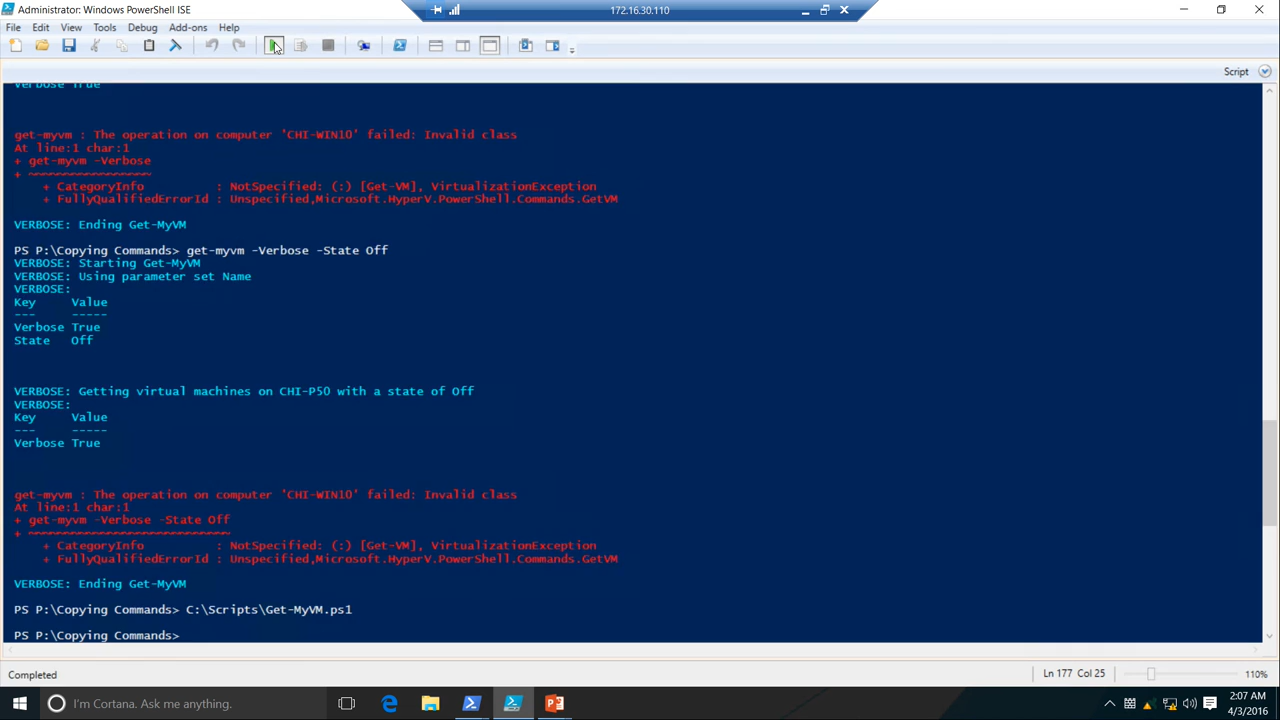 Administrator: Windows PowerShell ISE
172.16.30.110
File Edit View Tools Debug Add-ons Help
Script
Verbose True
get-myvm : The operation on computer 'CHI-WIN10' failed: Invalid class
At line:1 char:1
+ get-myvm -Verbose
+ ~~~~~~~~~~~~~~~~~
+ CategoryInfo : NotSpecified: (:) [Get-VM], VirtualizationException
+ FullyQualifiedErrorId : Unspecified,Microsoft.HyperV.PowerShell.Commands.GetVM
VERBOSE: Ending Get-MyVM
PS P:\Copying Commands> get-myvm -Verbose -State Off
VERBOSE: Starting Get-MyVM
VERBOSE: Using parameter set Name
VERBOSE:
Key Value
--- -----
Verbose True
State Off
VERBOSE: Getting virtual machines on CHI-P50 with a state of Off
VERBOSE:
Key Value
--- -----
Verbose True
get-myvm : The operation on computer 'CHI-WIN10' failed: Invalid class
At line:1 char:1
+ get-myvm -Verbose -State Off
+ ~~~~~~~~~~~~~~~~~~~~~~~~~~~~
+ CategoryInfo : NotSpecified: (:) [Get-VM], VirtualizationException
+ FullyQualifiedErrorId : Unspecified,Microsoft.HyperV.PowerShell.Commands.GetVM
VERBOSE: Ending Get-MyVM
PS P:\Copying Commands> C:\Scripts\Get-MyVM.ps1
PS P:\Copying Commands>
Completed
Ln 177 Col 25
110%
I'm Cortana. Ask me anything.
2:07 AM
4/3/2016